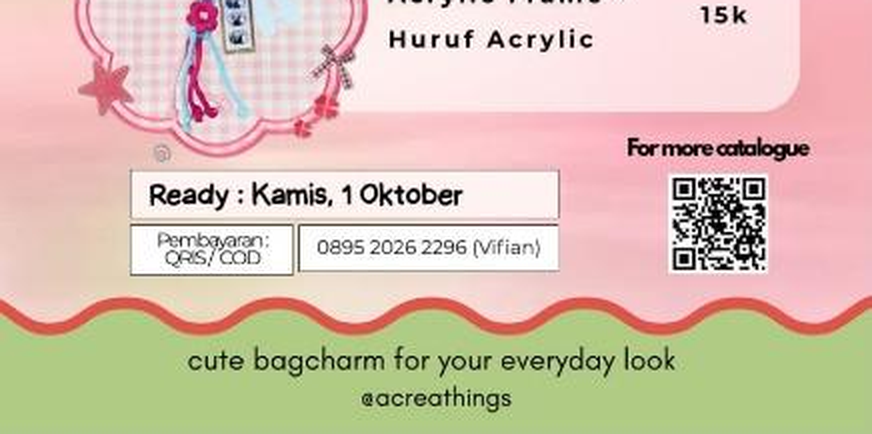 15k
Huruf Acrylic
For more catalogue
Ready : Kamis, 1 Oktober
Pembayaran :
QRIS / COD
0895 2026 2296 (Vifian)
cute bagcharm for your everyday look
@acreathings